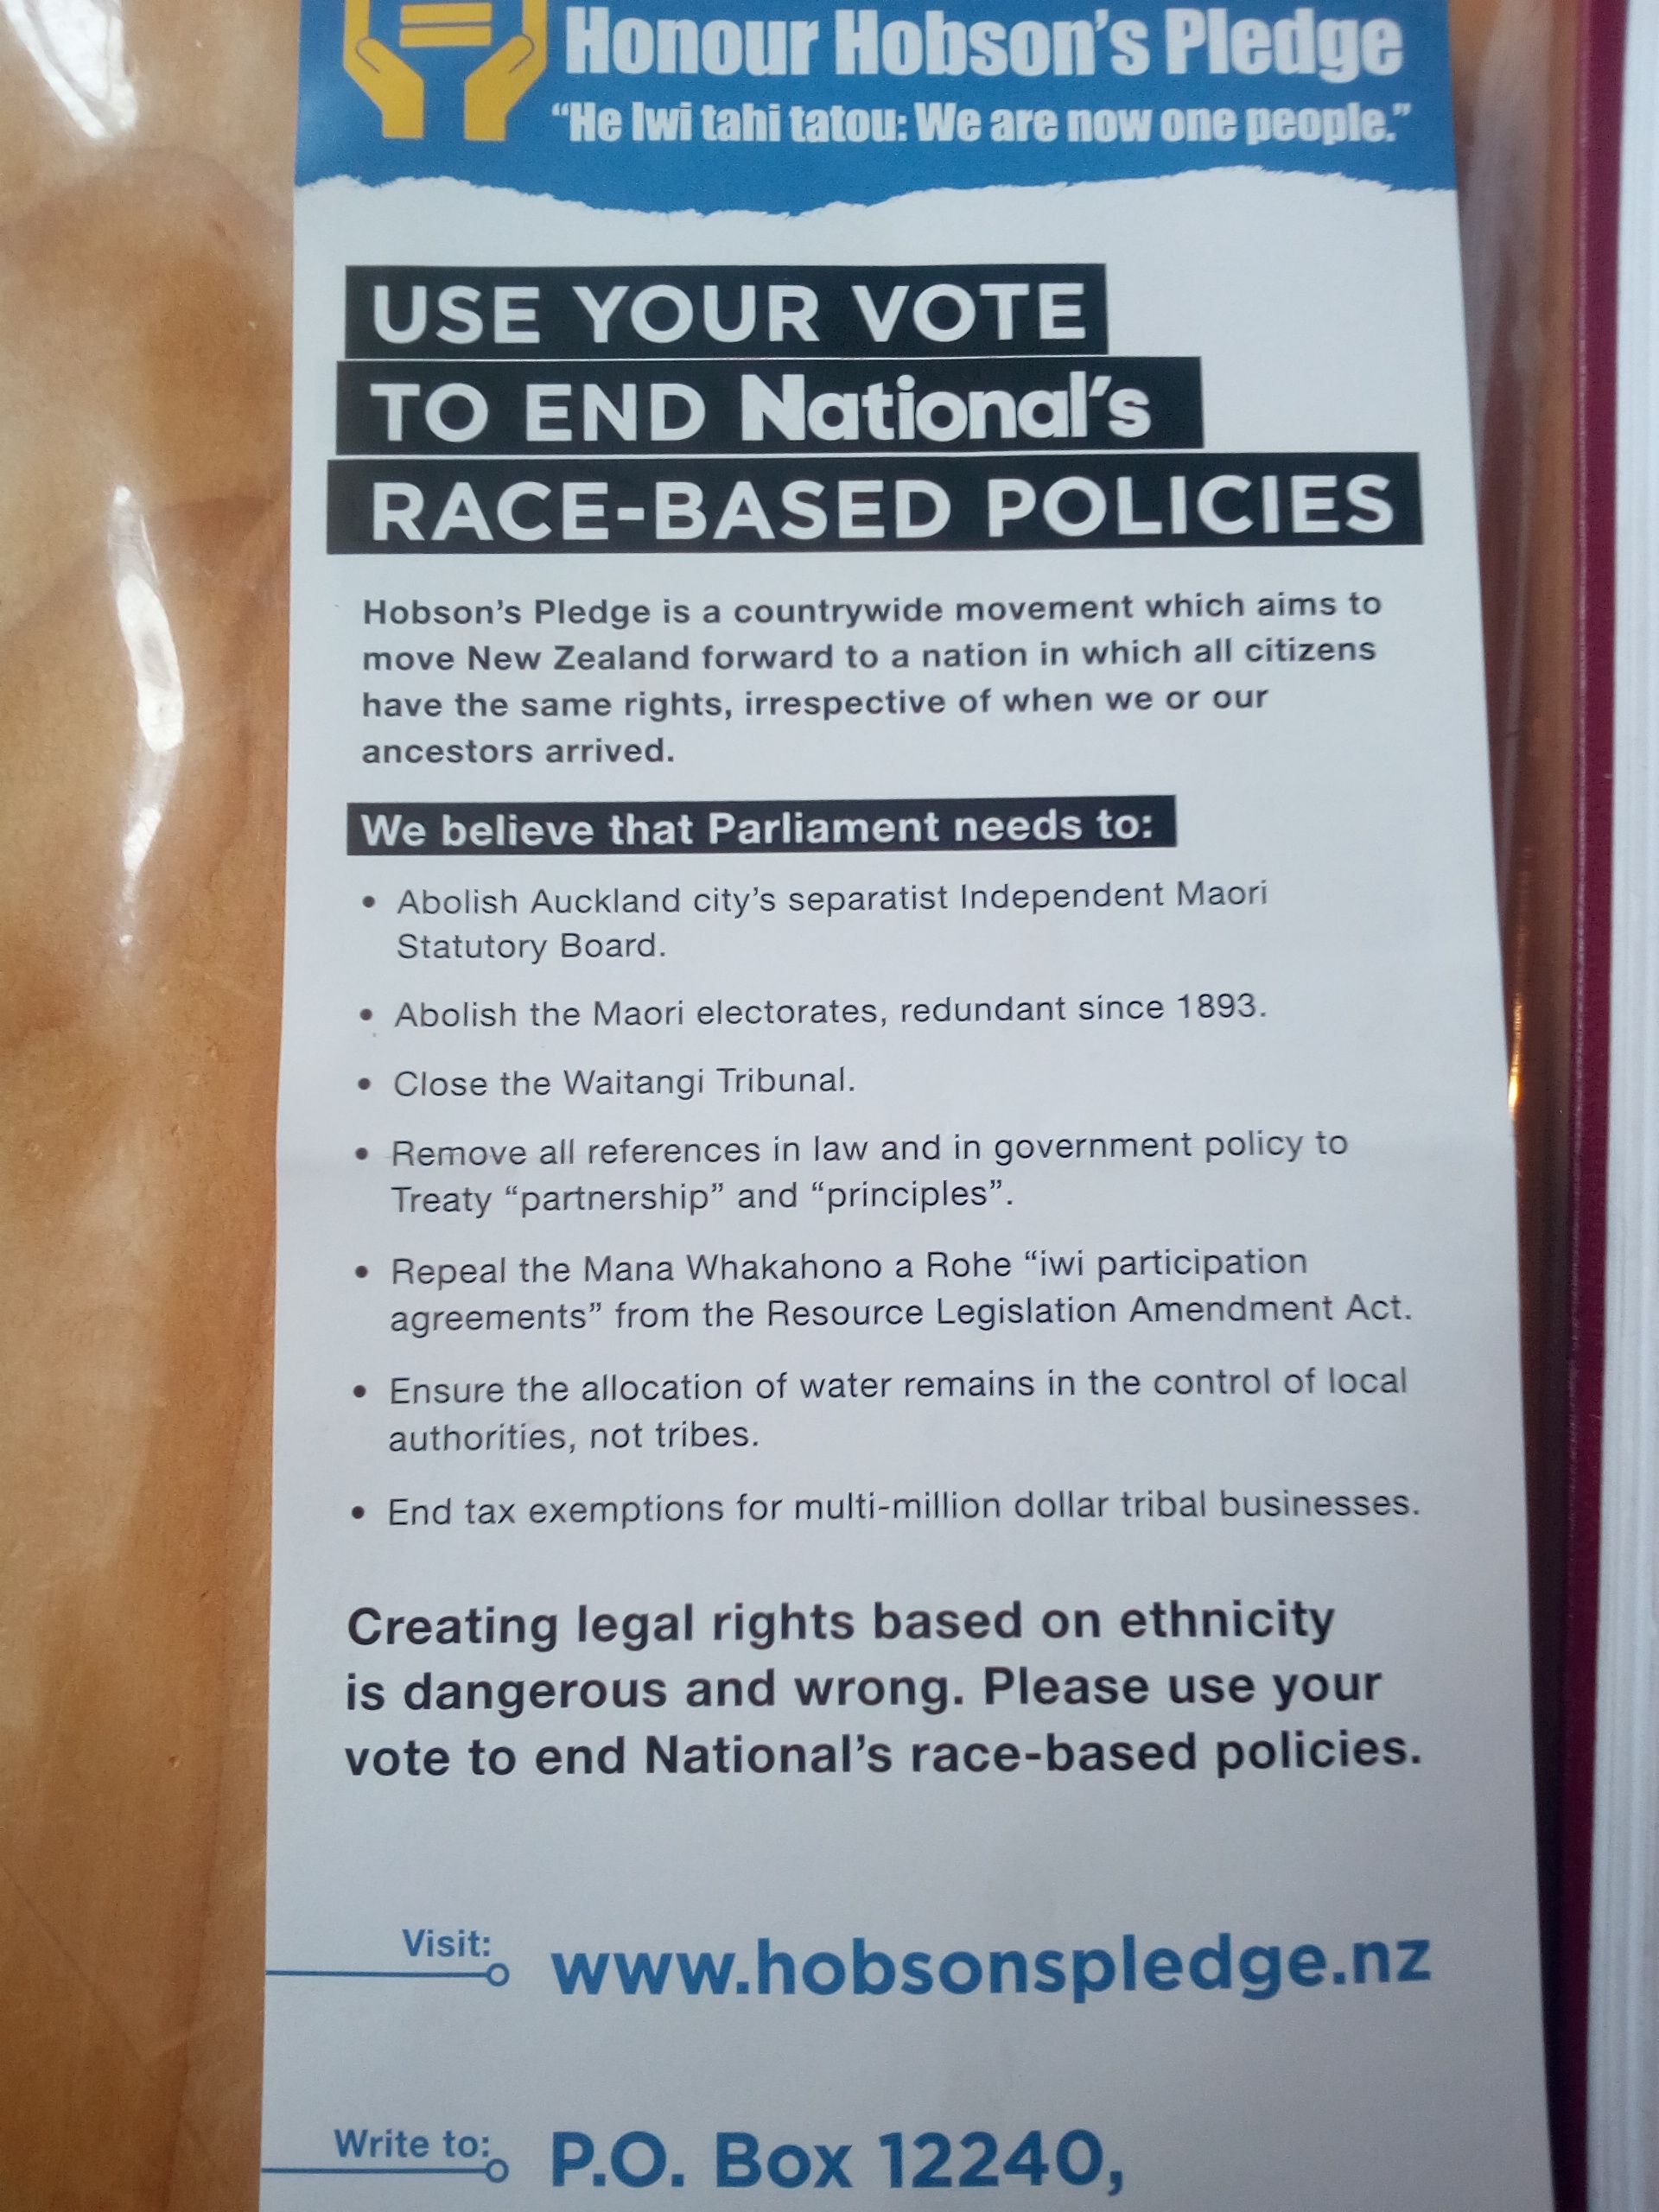 Honour Hobson's Pledge
“He Iwi tahi tatou: We are now one people.”
USE YOUR VOTE
TO END National's
RACE-BASED POLICIES
Hobson's Pledge is a countrywide movement which aims to
move New Zealand forward to a nation in which all citizens
have the same rights, irrespective of when we or our
ancestors arrived.
We believe that Parliament needs to:
• Abolish Auckland city's separatist Independent Maori
Statutory Board.
• Abolish the Maori electorates, redundant since 1893.
• Close the Waitangi Tribunal.
• Remove all references in law and in government policy to
Treaty “partnership” and “principles”.
• Repeal the Mana Whakahono a Rohe “iwi participation
agreements” from the Resource Legislation Amendment Act.
• Ensure the allocation of water remains in the control of local
authorities, not tribes.
• End tax exemptions for multi-million dollar tribal businesses.
Creating legal rights based on ethnicity
is dangerous and wrong. Please use your
vote to end National's race-based policies.
Visit: www.hobsonspledge.nz
Write to: P.O. Box 12240,